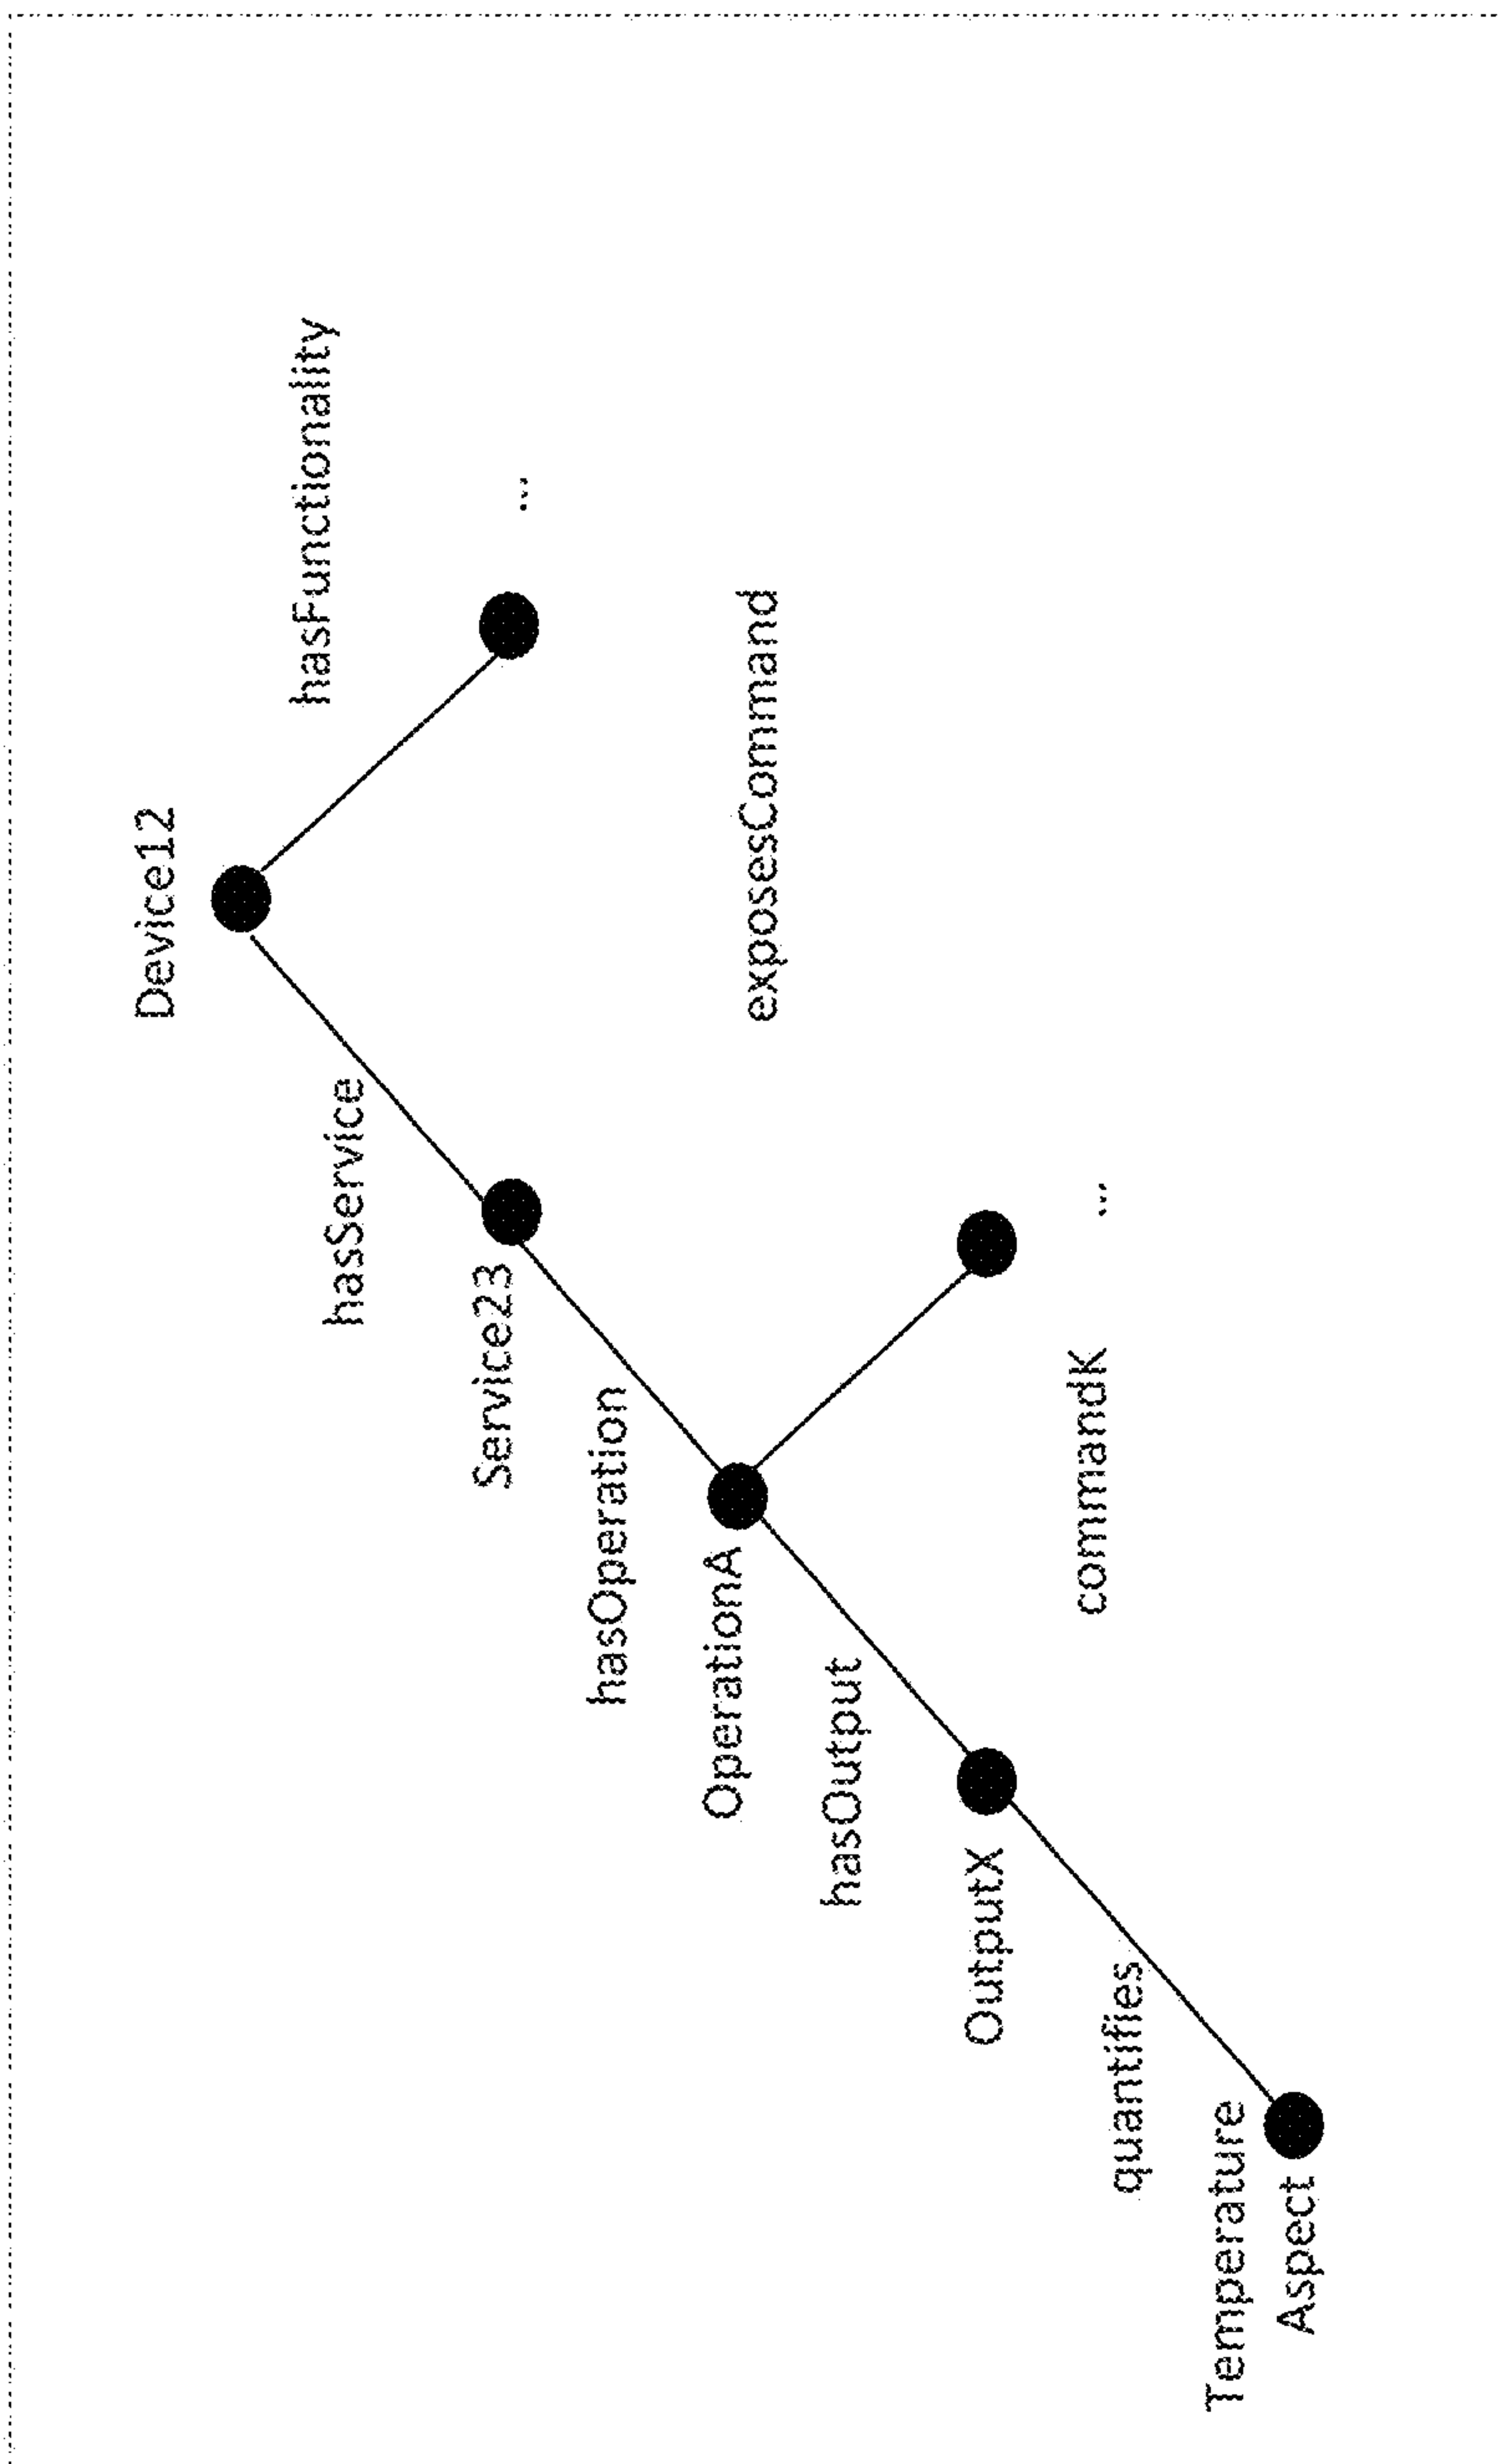 Device12
hasFunctionality
hasService
...
Service23
hasOperation
OperationA
exposesCommand
hasOutput
OutputX
commandK
...
quantifies
Temperature
Aspect